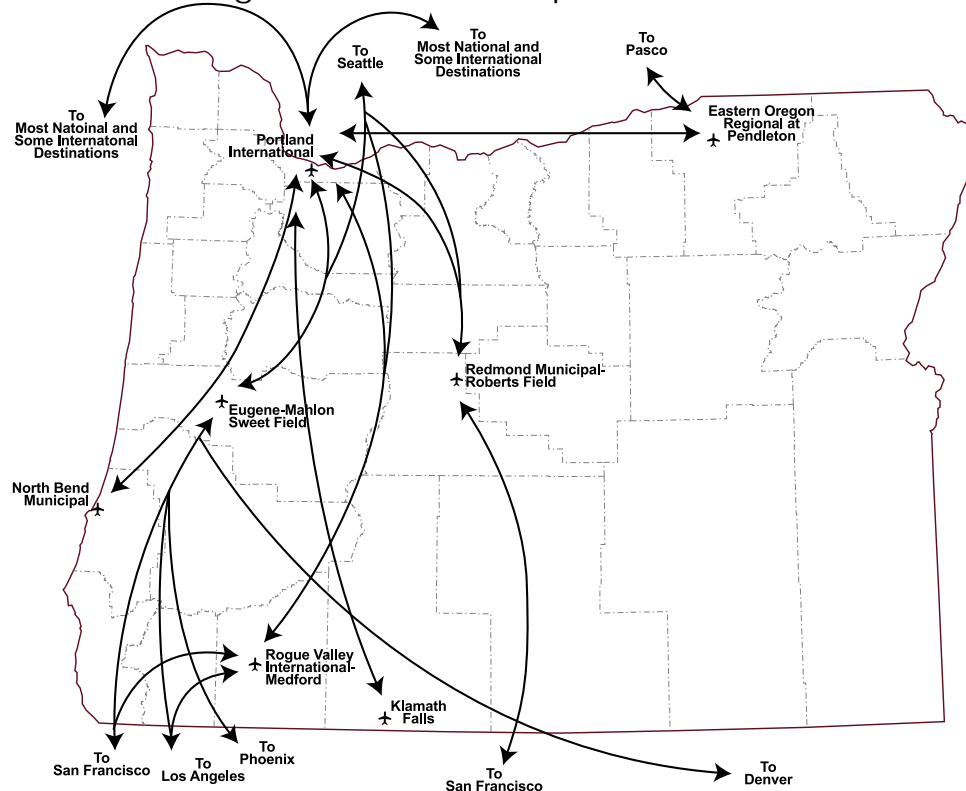 To
Most National and
Some International
Destinations
To
Seattle
To
Pasco
To
Most Natoinal and
Some Internatonal
Destinations
Portland
International
Eastern Oregon
Regional at
Pendleton
Redmond Municipal-
Roberts Field
Eugene-Mahlon
Sweet Field
North Bend
Municipal
Rogue Valley
International-
Medford
Klamath
Falls
To
San Francisco
To
Los Angeles
To
Phoenix
To
San Francisco
To
Denver